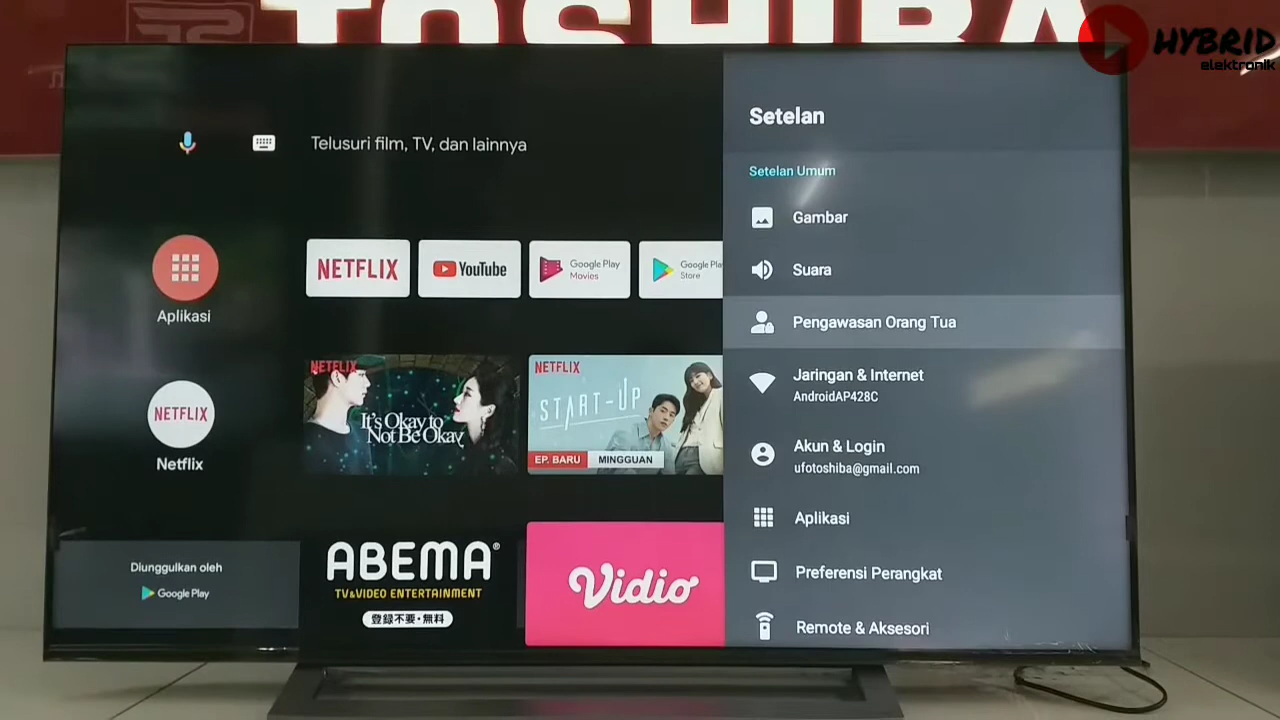 TOSHIBA
HYBRID
elektronik
Telusuri film, TV, dan lainnya
Aplikasi
Netflix
NETFLIX
Diunggulkan oleh
Google Play
NETFLIX
YouTube
Google Play
Movies
Google Pla
Store
NETFLIX
It's Okay to
Not Be Okay
NETFLIX
START-UP
EP. BARU MINGGUAN
ABEMA®
TV&VIDEO ENTERTAINMENT
登録不要・無料
Vidio
Setelan
Setelan Umum
Gambar
Suara
Pengawasan Orang Tua
Jaringan & Internet
AndroidAP428C
Akun & Login
ufotoshiba@gmail.com
Aplikasi
Preferensi Perangkat
Remote & Aksesori